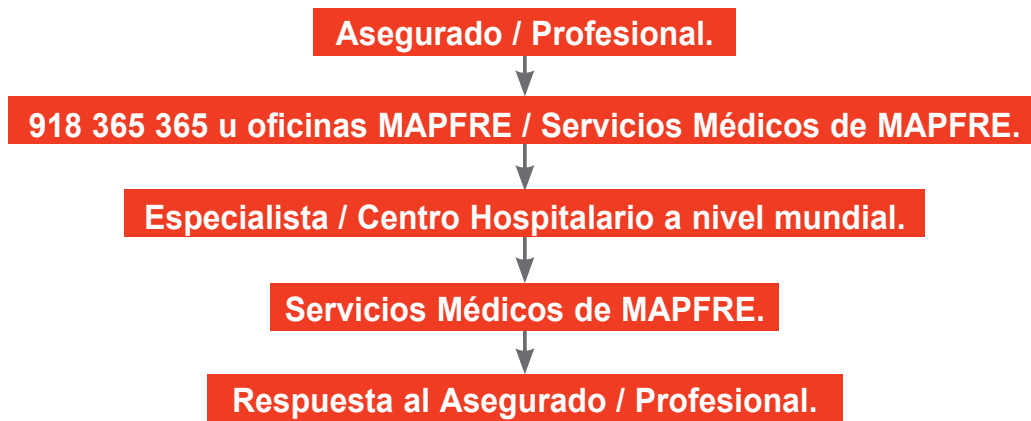 Asegurado / Profesional.
918 365 365 u oficinas MAPFRE / Servicios Médicos de MAPFRE.
Especialista / Centro Hospitalario a nivel mundial.
Servicios Médicos de MAPFRE.
Respuesta al Asegurado / Profesional.